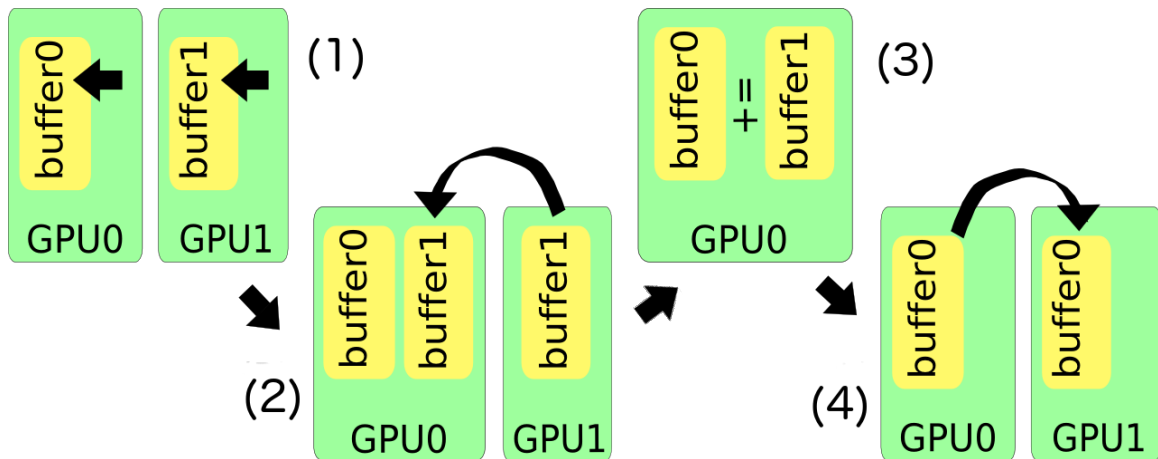 buffer0
GPU0
buffer1
GPU1
(1)
(2)
buffer0
buffer1
GPU0
buffer1
GPU1
(3)
buffer0
+=
buffer1
GPU0
(4)
buffer0
GPU0
buffer0
GPU1